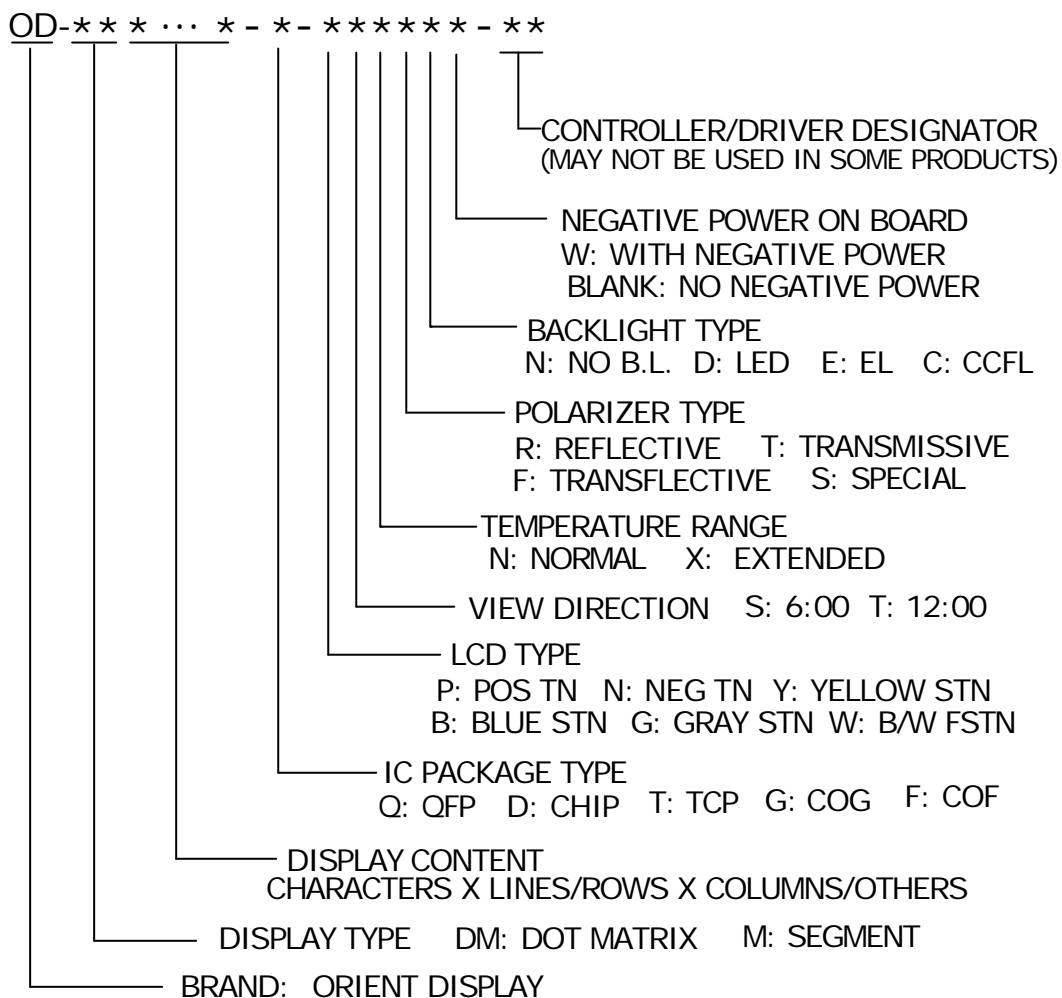 OD-*** ··· *-*-******-**
CONTROLLER/DRIVER DESIGNATOR
(MAY NOT BE USED IN SOME PRODUCTS)
NEGATIVE POWER ON BOARD
W: WITH NEGATIVE POWER
BLANK: NO NEGATIVE POWER
BACKLIGHT TYPE
N: NO B.L. D: LED E: EL C: CCFL
POLARIZER TYPE
R: REFLECTIVE T: TRANSMISSIVE
F: TRANSFLECTIVE S: SPECIAL
TEMPERATURE RANGE
N: NORMAL X: EXTENDED
VIEW DIRECTION S: 6:00 T: 12:00
LCD TYPE
P: POS TN N: NEG TN Y: YELLOW STN
B: BLUE STN G: GRAY STN W: B/W FSTN
IC PACKAGE TYPE
Q: QFP D: CHIP T: TCP G: COG F: COF
DISPLAY CONTENT
CHARACTERS X LINES/ROWS X COLUMNS/OTHERS
DISPLAY TYPE DM: DOT MATRIX M: SEGMENT
BRAND: ORIENT DISPLAY